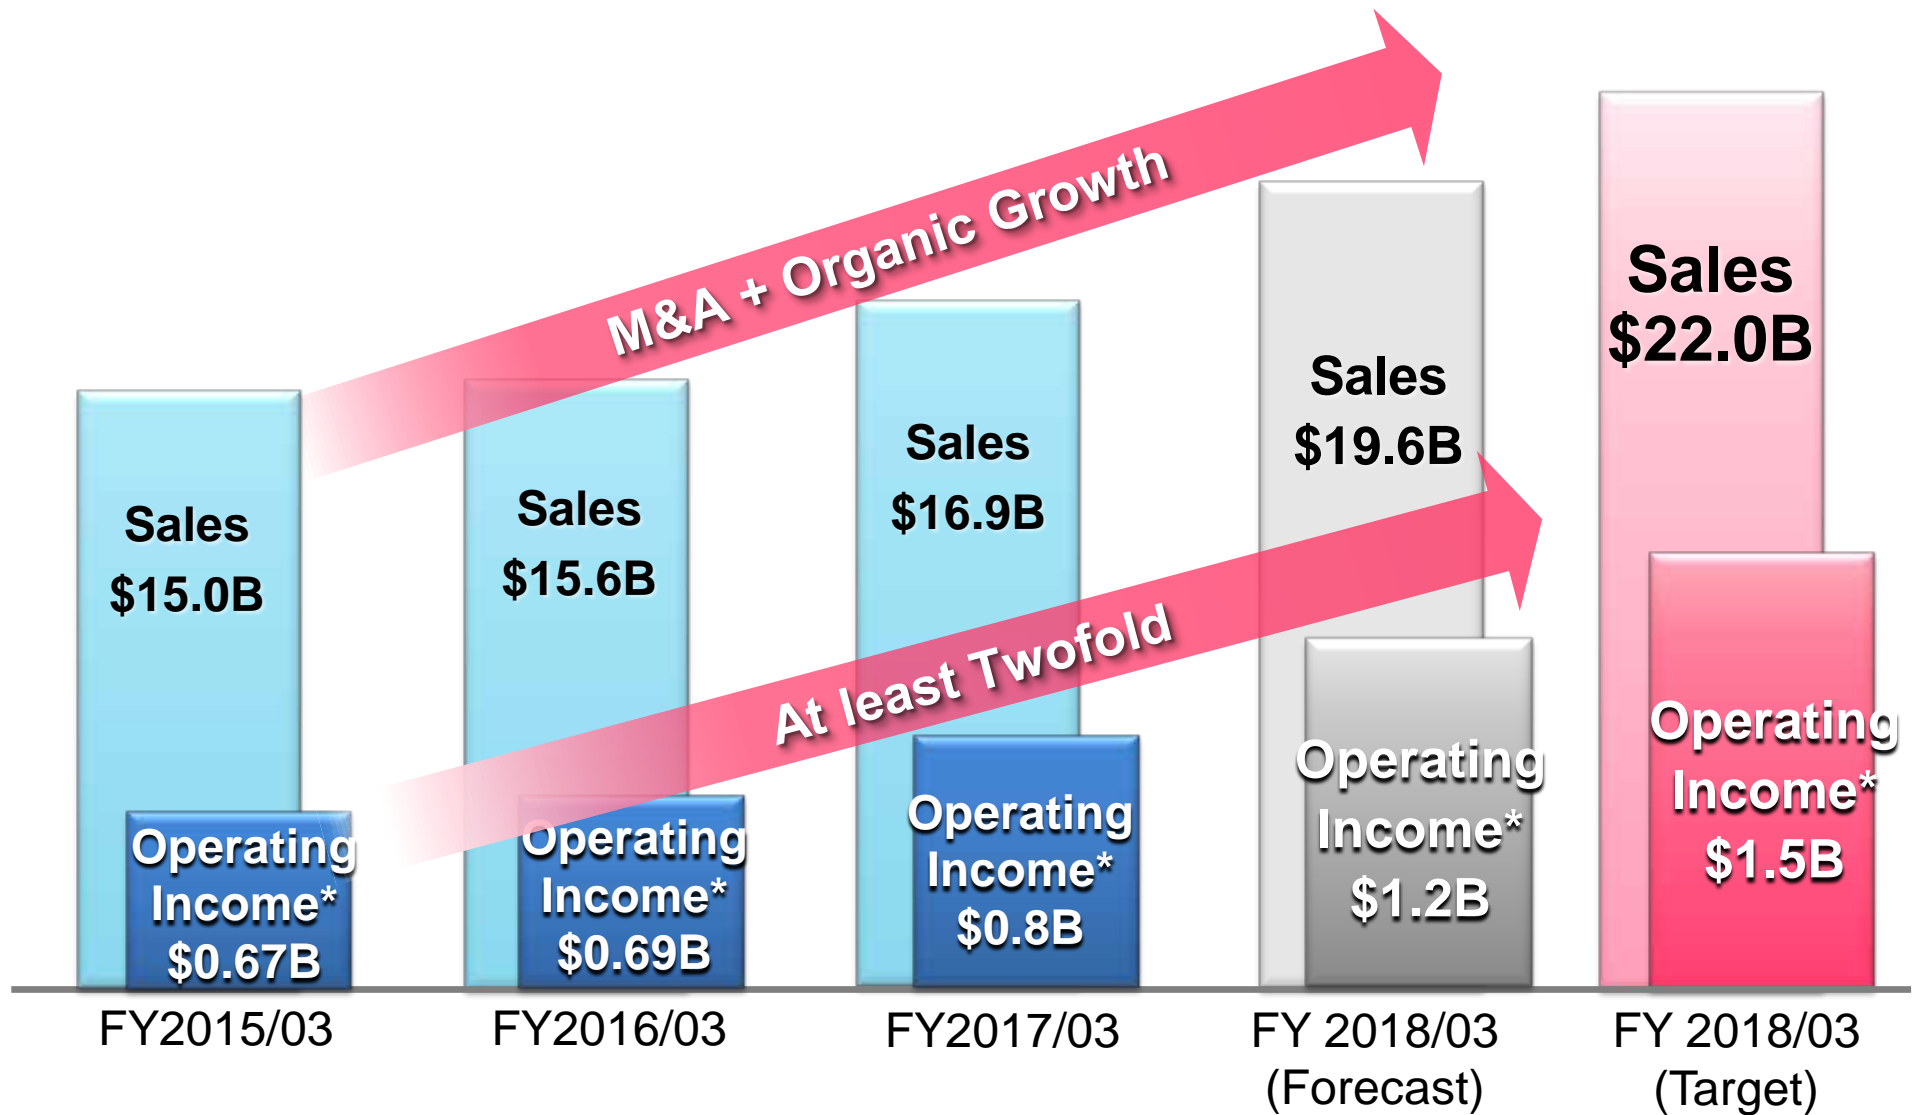 M&A + Organic Growth
At least Twofold
Sales
$15.0B
Operating
Income*
$0.67B
FY2015/03
Sales
$15.6B
Operating
Income*
$0.69B
FY2016/03
Sales
$16.9B
Operating
Income*
$0.8B
FY2017/03
Sales
$19.6B
Operating
Income*
$1.2B
FY 2018/03
(Forecast)
Sales
$22.0B
Operating
Income*
$1.5B
FY 2018/03
(Target)